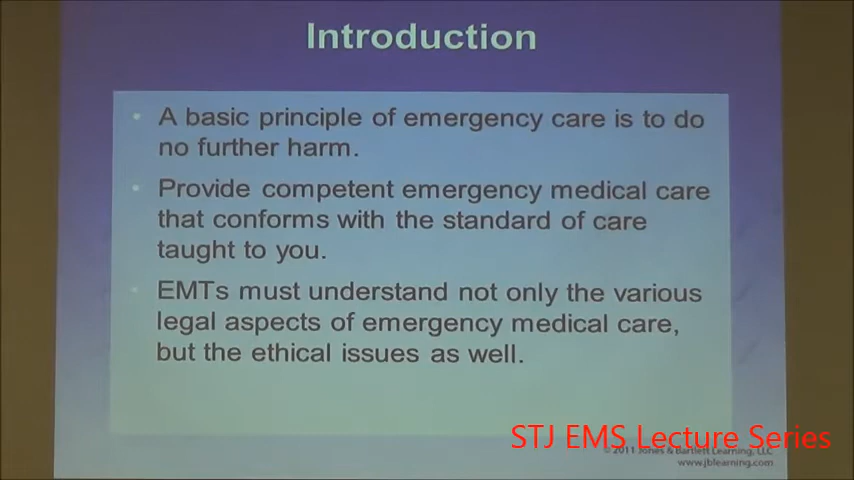 Introduction
• A basic principle of emergency care is to do
no further harm.
• Provide competent emergency medical care
that conforms with the standard of care
taught to you.
• EMTs must understand not only the various
legal aspects of emergency medical care,
but the ethical issues as well.
STJ EMS Lecture Series
© 2011 Jones & Bartlett Learning, LLC
www.jblearning.com